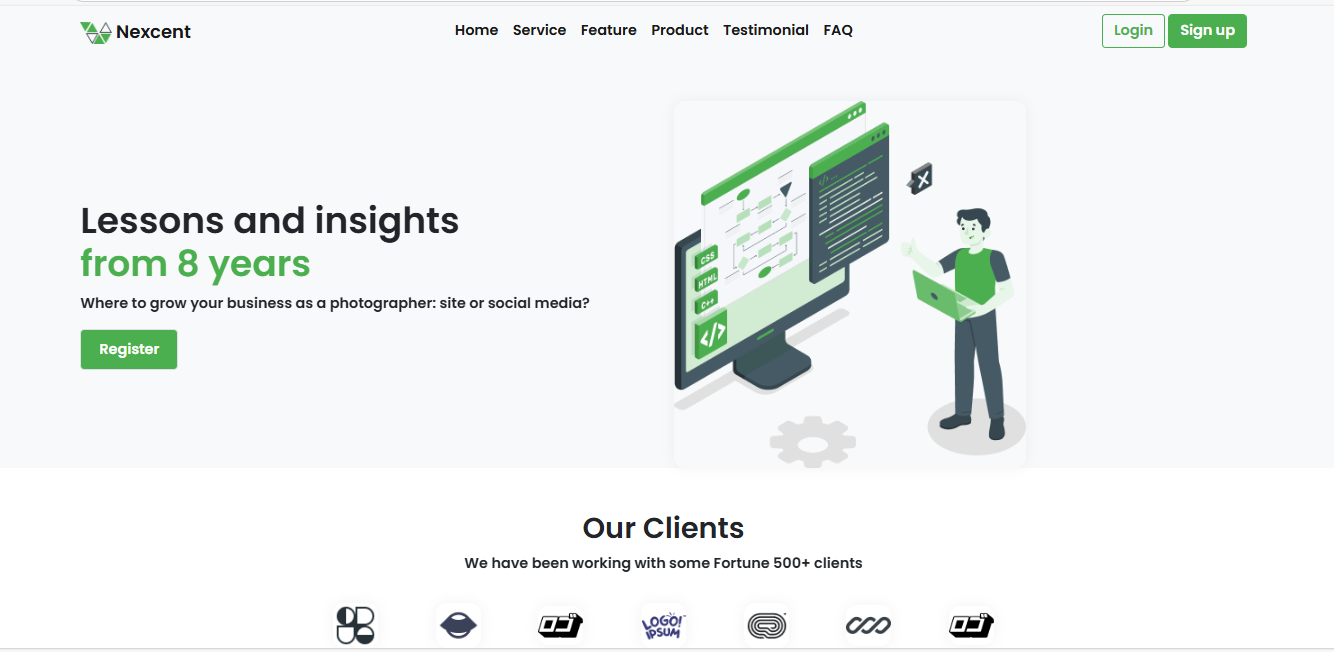 Nexcent
Home Service Feature Product Testimonial FAQ
Login Sign up
Lessons and insights
from 8 years
Where to grow your business as a photographer: site or social media?
Register
CSS
HTML
C++
</>
</>
X
Our Clients
We have been working with some Fortune 500+ clients
LOGO!
IPSUM